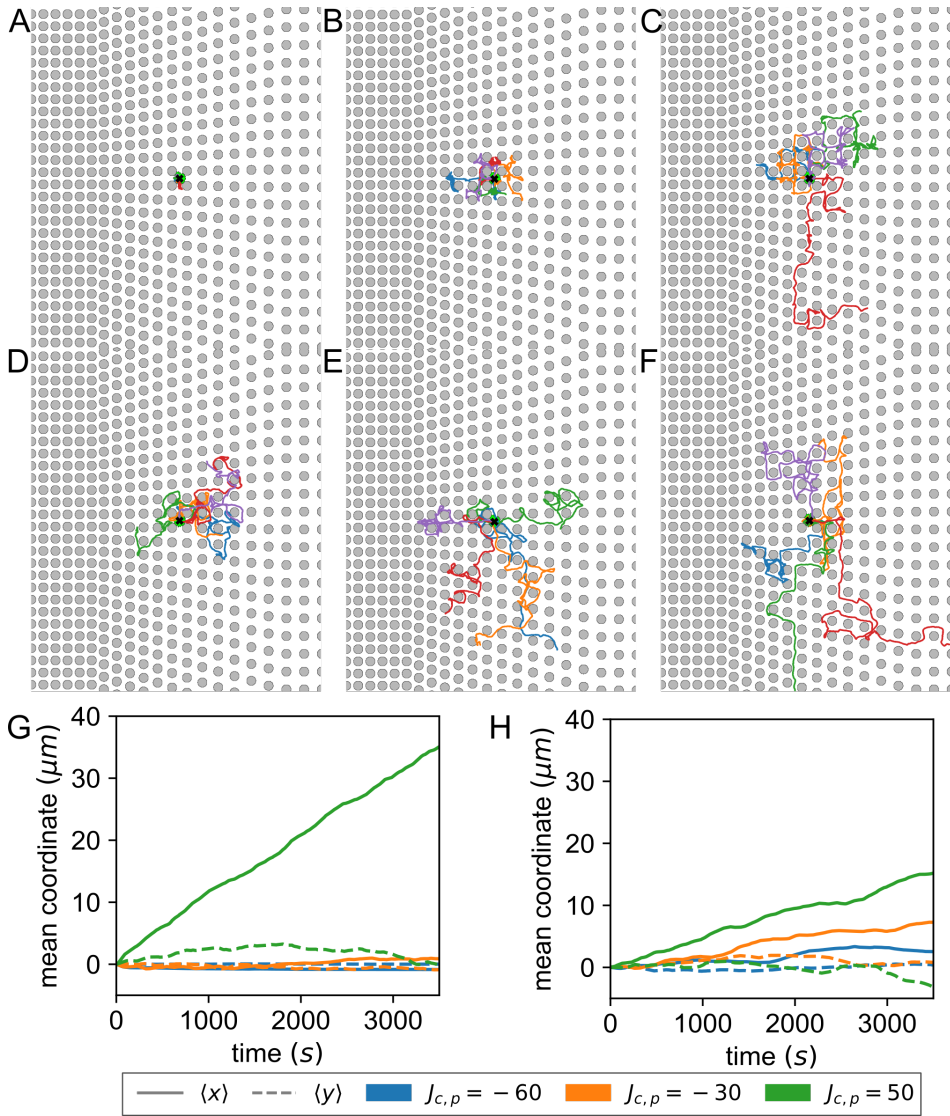 A B C
D E F
G H
40 40
30 30
20 20
10 10
0 0
mean coordinate (μm) mean coordinate (μm)
0 1000 2000 3000 0 1000 2000 3000
time (s) time (s)
⟨x⟩ ⟨y⟩ J_{c,p} = −60 J_{c,p} = −30 J_{c,p} = 50